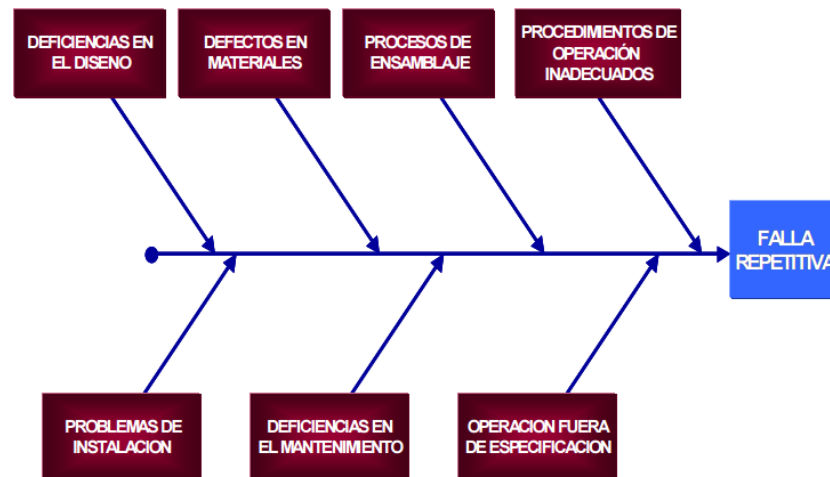 DEFICIENCIAS EN
EL DISENO
DEFECTOS EN
MATERIALES
PROCESOS DE
ENSAMBLAJE
PROCEDIMIENTOS DE
OPERACIÓN
INADECUADOS
FALLA
REPETITIVA
PROBLEMAS DE
INSTALACION
DEFICIENCIAS EN
EL MANTENIMIENTO
OPERACION FUERA
DE ESPECIFICACION